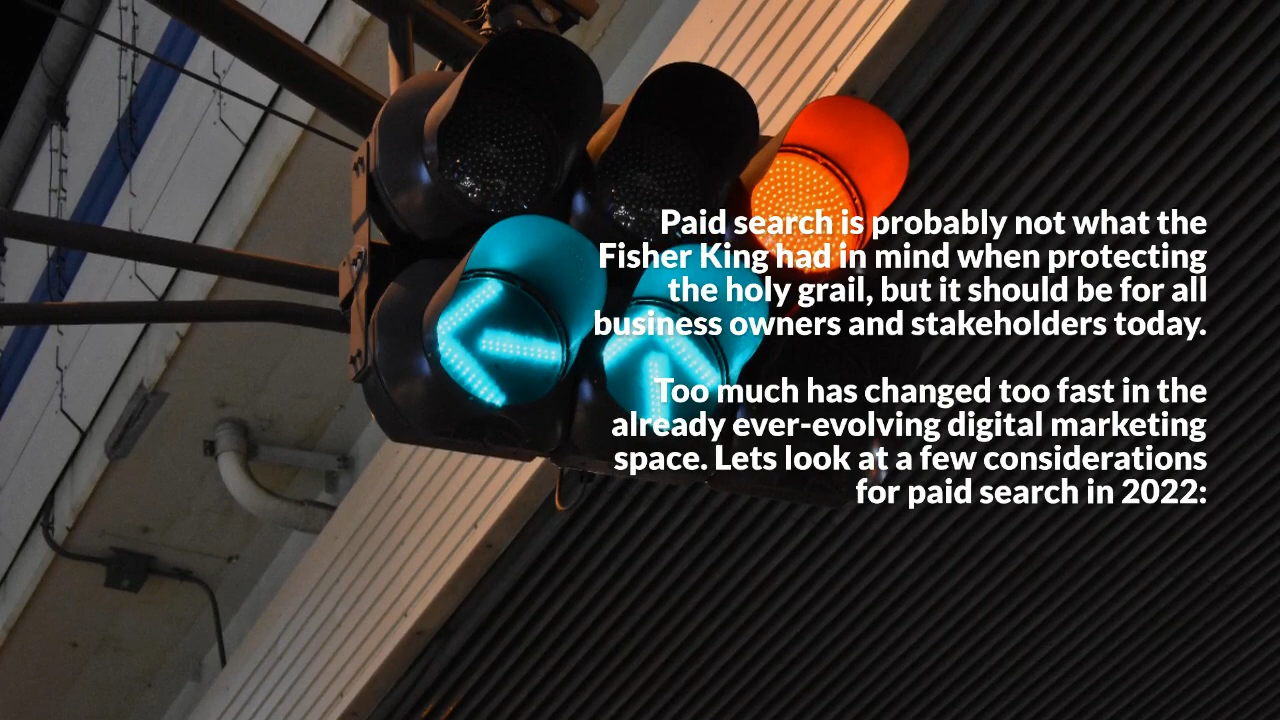 Paid search is probably not what the
Fisher King had in mind when protecting
the holy grail, but it should be for all
business owners and stakeholders today.
Too much has changed too fast in the
already ever-evolving digital marketing
space. Lets look at a few considerations
for paid search in 2022: